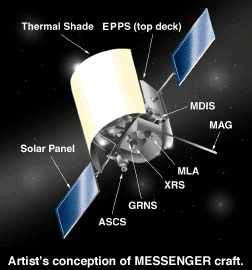 Thermal Shade EPPS (top deck)
MDIS
MAG
Solar Panel
MLA
XRS
GRNS
ASCS
Artist's conception of MESSENGER craft.